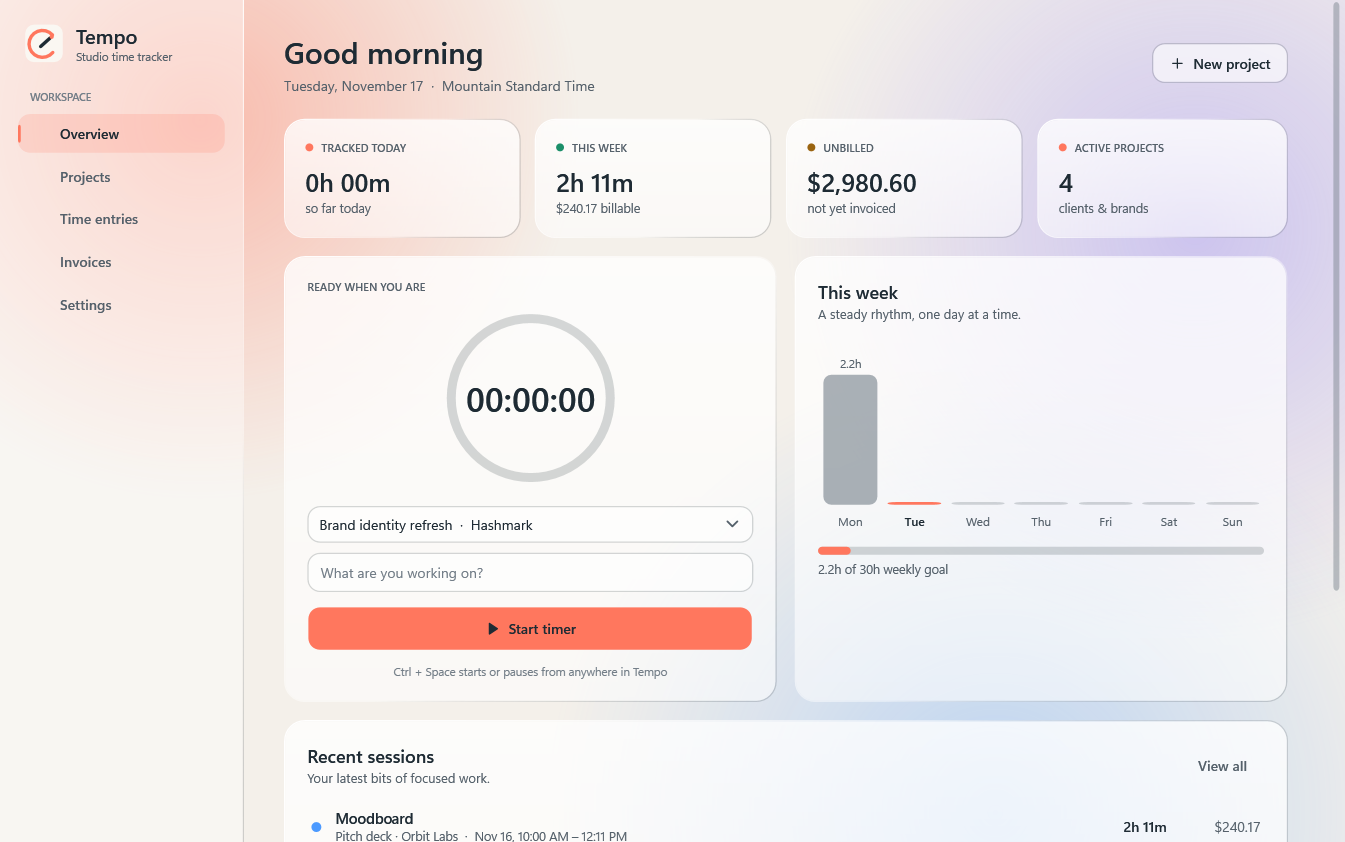 Tempo
Studio time tracker
WORKSPACE
Overview
Projects
Time entries
Invoices
Settings
Good morning
Tuesday, November 17 · Mountain Standard Time
New project
TRACKED TODAY
0h 00m
so far today
THIS WEEK
2h 11m
$240.17 billable
UNBILLED
$2,980.60
not yet invoiced
ACTIVE PROJECTS
4
clients & brands
READY WHEN YOU ARE
00:00:00
Brand identity refresh · Hashmark
What are you working on?
Start timer
Ctrl + Space starts or pauses from anywhere in Tempo
This week
A steady rhythm, one day at a time.
2.2h
Mon Tue Wed Thu Fri Sat Sun
2.2h of 30h weekly goal
Recent sessions
Your latest bits of focused work.
View all
Moodboard
Pitch deck · Orbit Labs · Nov 16, 10:00 AM – 12:11 PM
2h 11m $240.17